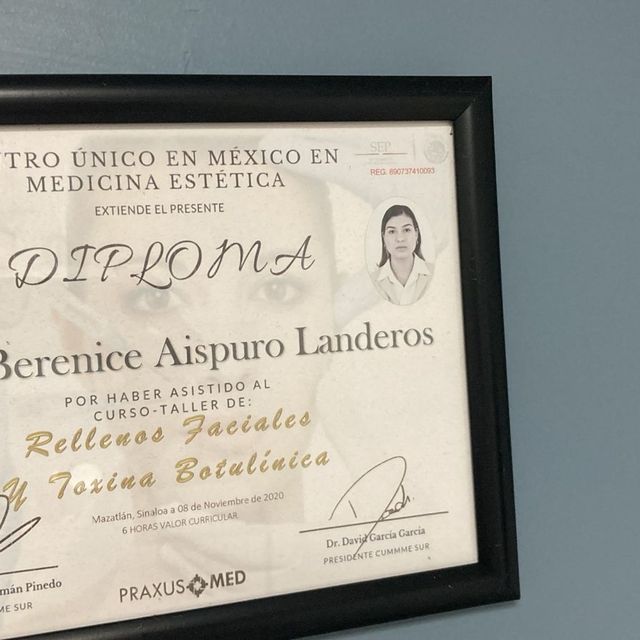 NTRO ÚNICO EN MÉXICO EN
MEDICINA ESTÉTICA
SEP
REG. 890737410093
EXTIENDE EL PRESENTE
DIPLOMA
Berenice Aispuro Landeros
POR HABER ASISTIDO AL
CURSO-TALLER DE:
Rellenos Faciales
Y Toxina Botulínica
Mazatlán, Sinaloa a 08 de Noviembre de 2020
6 HORAS VALOR CURRICULAR
mán Pinedo
ME SUR
PRAXUS MED
Dr. David García García
PRESIDENTE CUMMME SUR